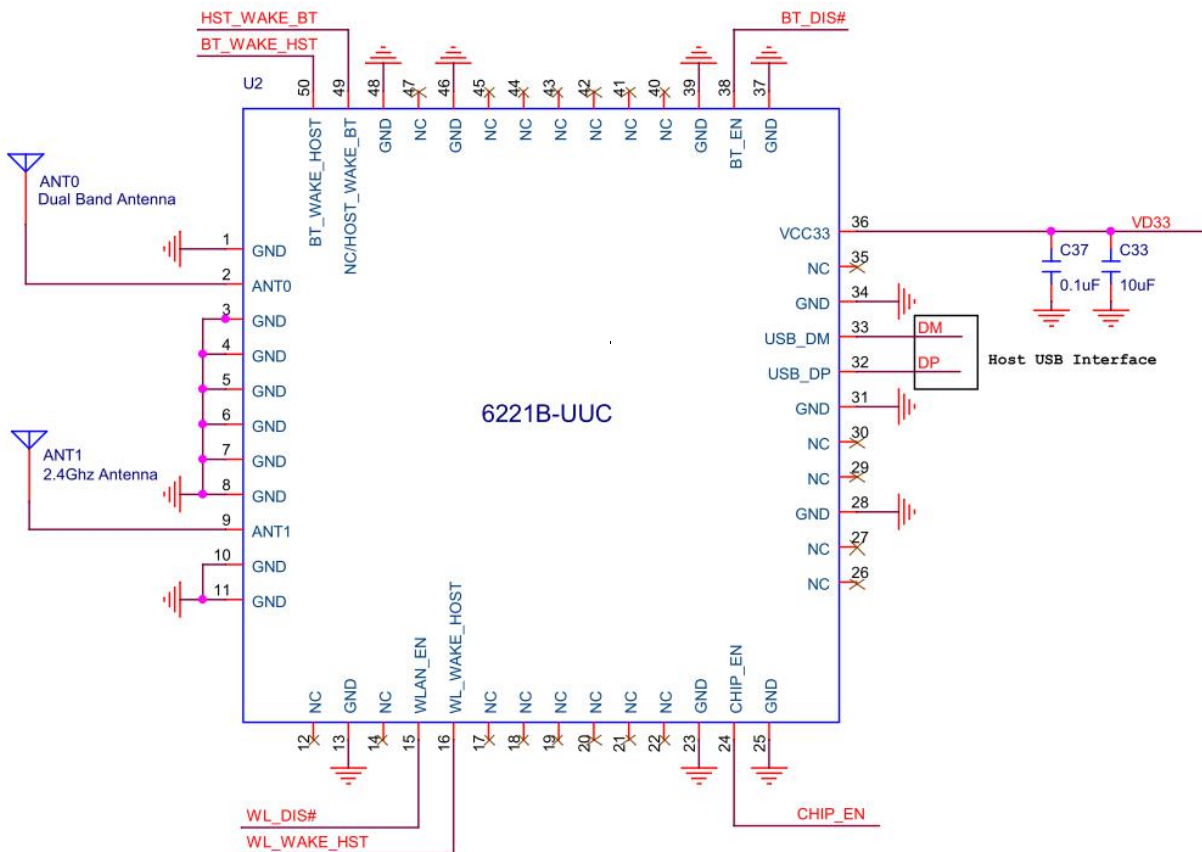 HST_WAKE_BT
BT_DIS#
BT_WAKE_HST
U2
50
49
48
47
46
45
44
43
42
41
40
39
38
37
BT_WAKE_HOST
NC/HOST_WAKE_BT
GND
NC
GND
NC
NC
NC
NC
NC
NC
GND
BT_EN
GND
ANT0
Dual Band Antenna
1 GND
2 ANT0
3 GND
4 GND
5 GND
6 GND
7 GND
8 GND
9 ANT1
10 GND
11 GND
ANT1
2.4Ghz Antenna
6221B-UUC
VCC33 36
NC 35
GND 34
USB_DM 33
USB_DP 32
GND 31
NC 30
NC 29
GND 28
NC 27
NC 26
VD33
C37
0.1uF
C33
10uF
DM
DP
Host USB Interface
NC
GND
NC
WLAN_EN
WL_WAKE_HOST
NC
NC
NC
NC
NC
NC
GND
CHIP_EN
GND
12
13
14
15
16
17
18
19
20
21
22
23
24
25
WL_DIS#
CHIP_EN
WL_WAKE_HST